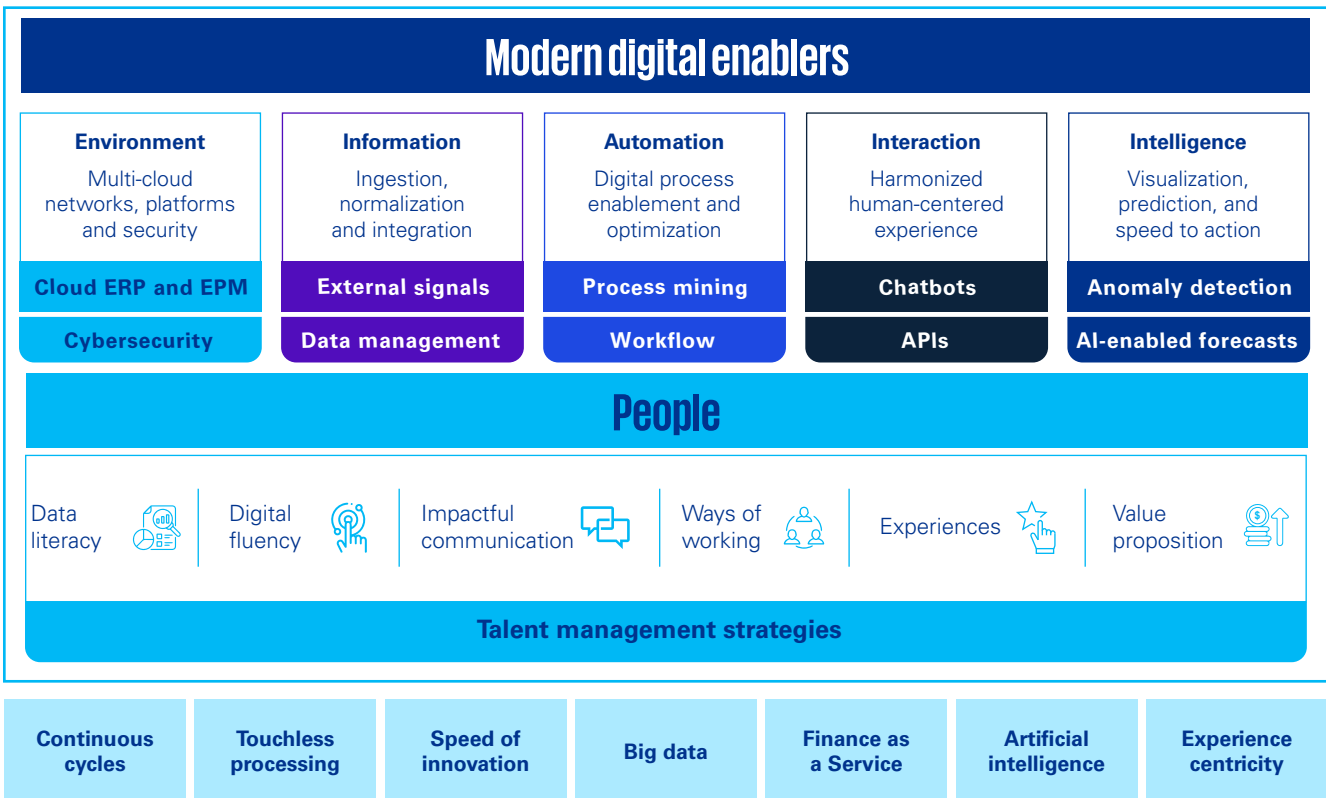 Modern digital enablers
Environment
Multi-cloud
networks, platforms
and security
Cloud ERP and EPM
Cybersecurity
Information
Ingestion,
normalization
and integration
External signals
Data management
Automation
Digital process
enablement and
optimization
Process mining
Workflow
Interaction
Harmonized
human-centered
experience
Chatbots
APIs
Intelligence
Visualization,
prediction, and
speed to action
Anomaly detection
AI-enabled forecasts
People
Data
literacy
Digital
fluency
Impactful
communication
Ways of
working
Experiences
Value
proposition
Talent management strategies
Continuous
cycles
Touchless
processing
Speed of
innovation
Big data
Finance as
a Service
Artificial
intelligence
Experience
centricity